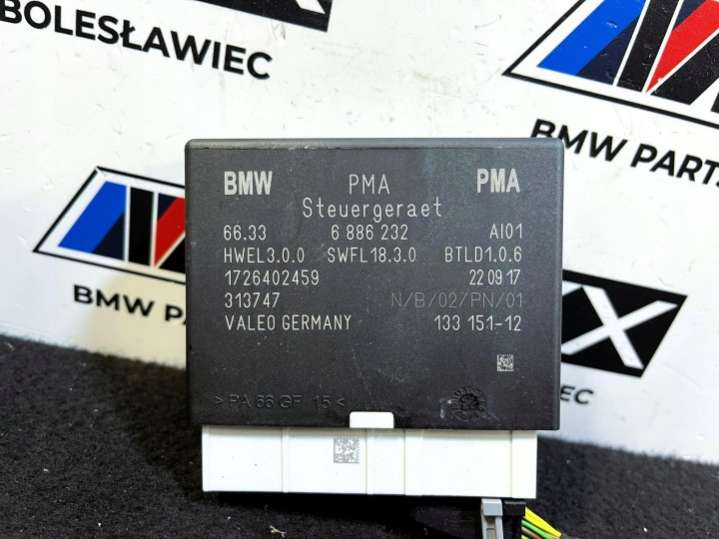 BOLESŁAWIEC
BMW PARTS
BMW PARTS
BMW PMA PMA
Steuergeraet
66.33 6 886 232 AI01
HWEL3.0.0 SWFL18.3.0 BTLD1.0.6
1726402459 22 09 17
313747 N/B/02/PN/01
VALEO GERMANY 133 151-12
>PA 66 GF 15<